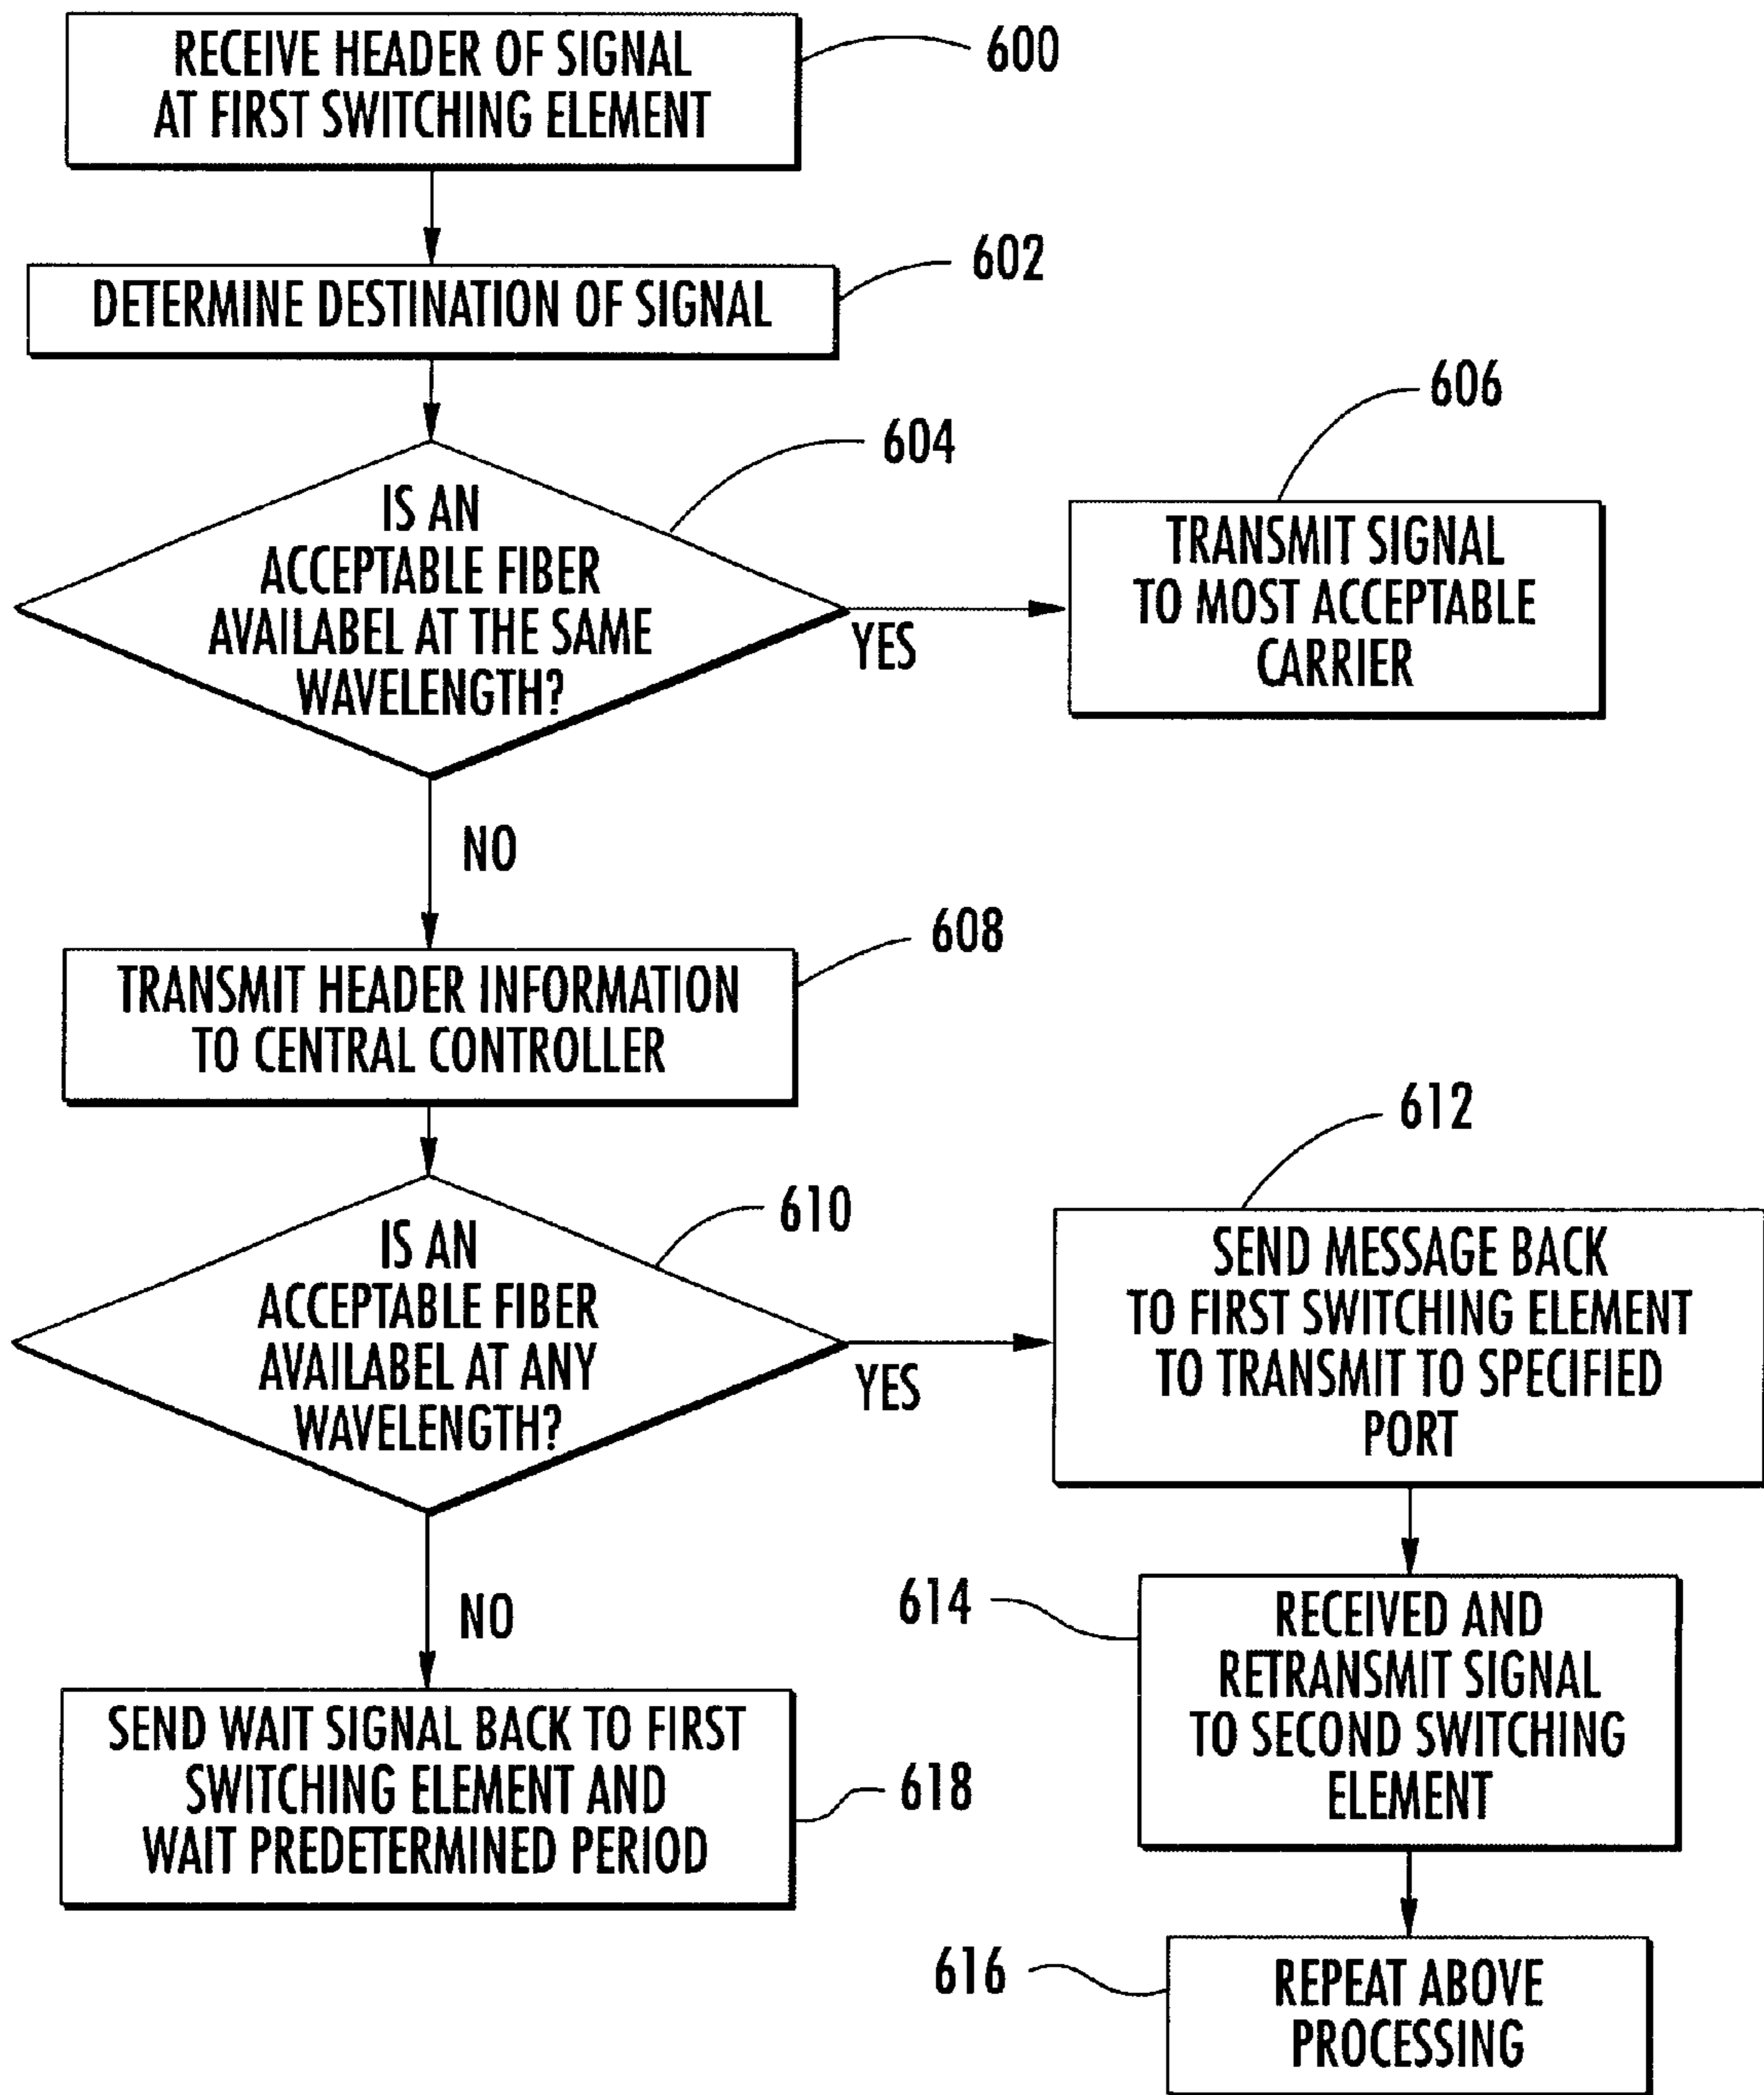 RECEIVE HEADER OF SIGNAL
AT FIRST SWITCHING ELEMENT
600
DETERMINE DESTINATION OF SIGNAL
602
IS AN
ACCEPTABLE FIBER
AVAILABEL AT THE SAME
WAVELENGTH?
604
YES
606
TRANSMIT SIGNAL
TO MOST ACCEPTABLE
CARRIER
NO
TRANSMIT HEADER INFORMATION
TO CENTRAL CONTROLLER
608
IS AN
ACCEPTABLE FIBER
AVAILABEL AT ANY
WAVELENGTH?
610
YES
612
SEND MESSAGE BACK
TO FIRST SWITCHING ELEMENT
TO TRANSMIT TO SPECIFIED
PORT
614
RECEIVED AND
RETRANSMIT SIGNAL
TO SECOND SWITCHING
ELEMENT
616
REPEAT ABOVE
PROCESSING
NO
SEND WAIT SIGNAL BACK TO FIRST
SWITCHING ELEMENT AND
WAIT PREDETERMINED PERIOD
618